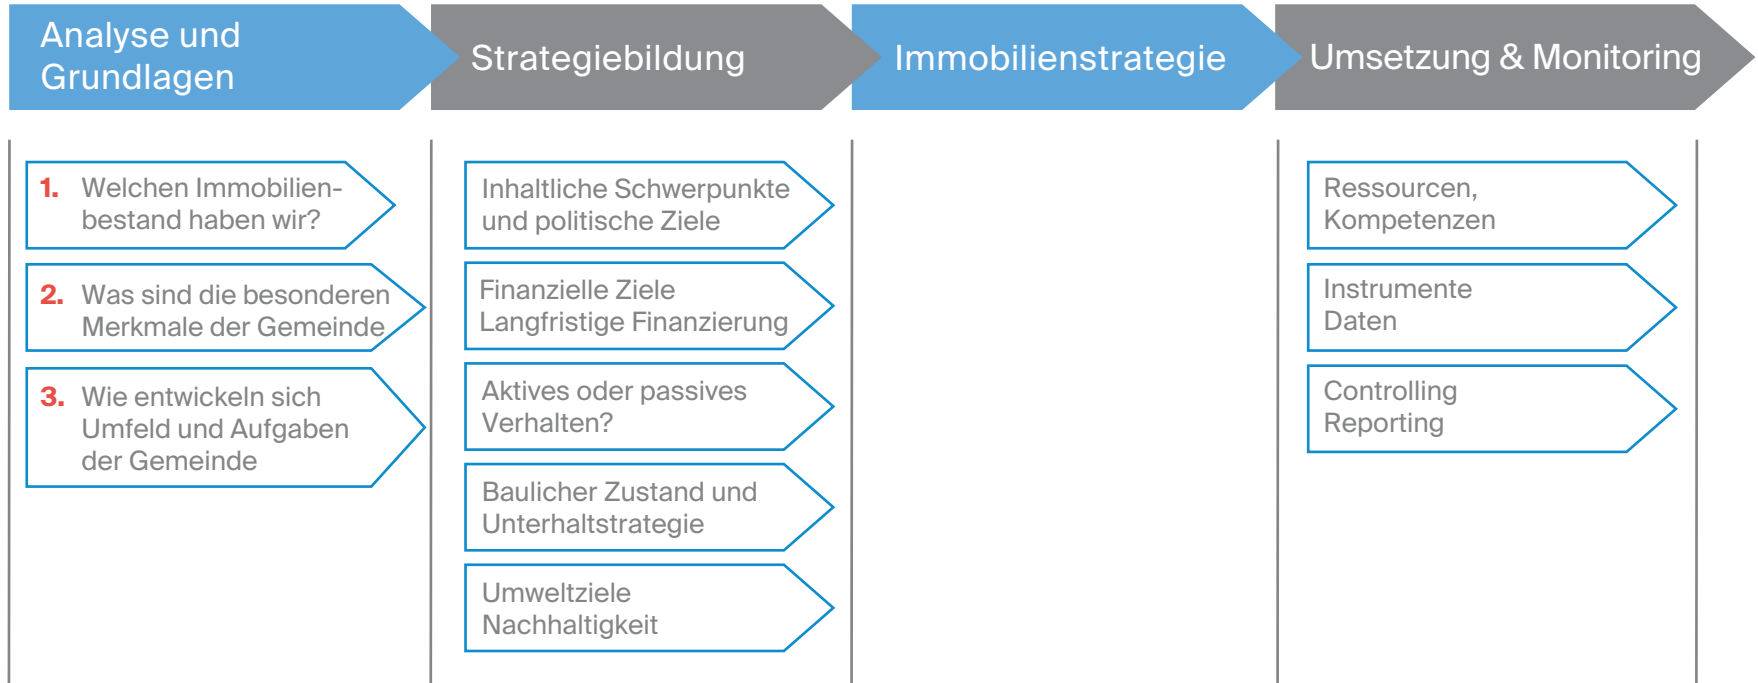 Analyse und
Grundlagen
Strategiebildung
Immobilienstrategie
Umsetzung & Monitoring
1. Welchen Immobilien-
bestand haben wir?
2. Was sind die besonderen
Merkmale der Gemeinde
3. Wie entwickeln sich
Umfeld und Aufgaben
der Gemeinde
Inhaltliche Schwerpunkte
und politische Ziele
Finanzielle Ziele
Langfristige Finanzierung
Aktives oder passives
Verhalten?
Baulicher Zustand und
Unterhaltstrategie
Umweltziele
Nachhaltigkeit
Ressourcen,
Kompetenzen
Instrumente
Daten
Controlling
Reporting